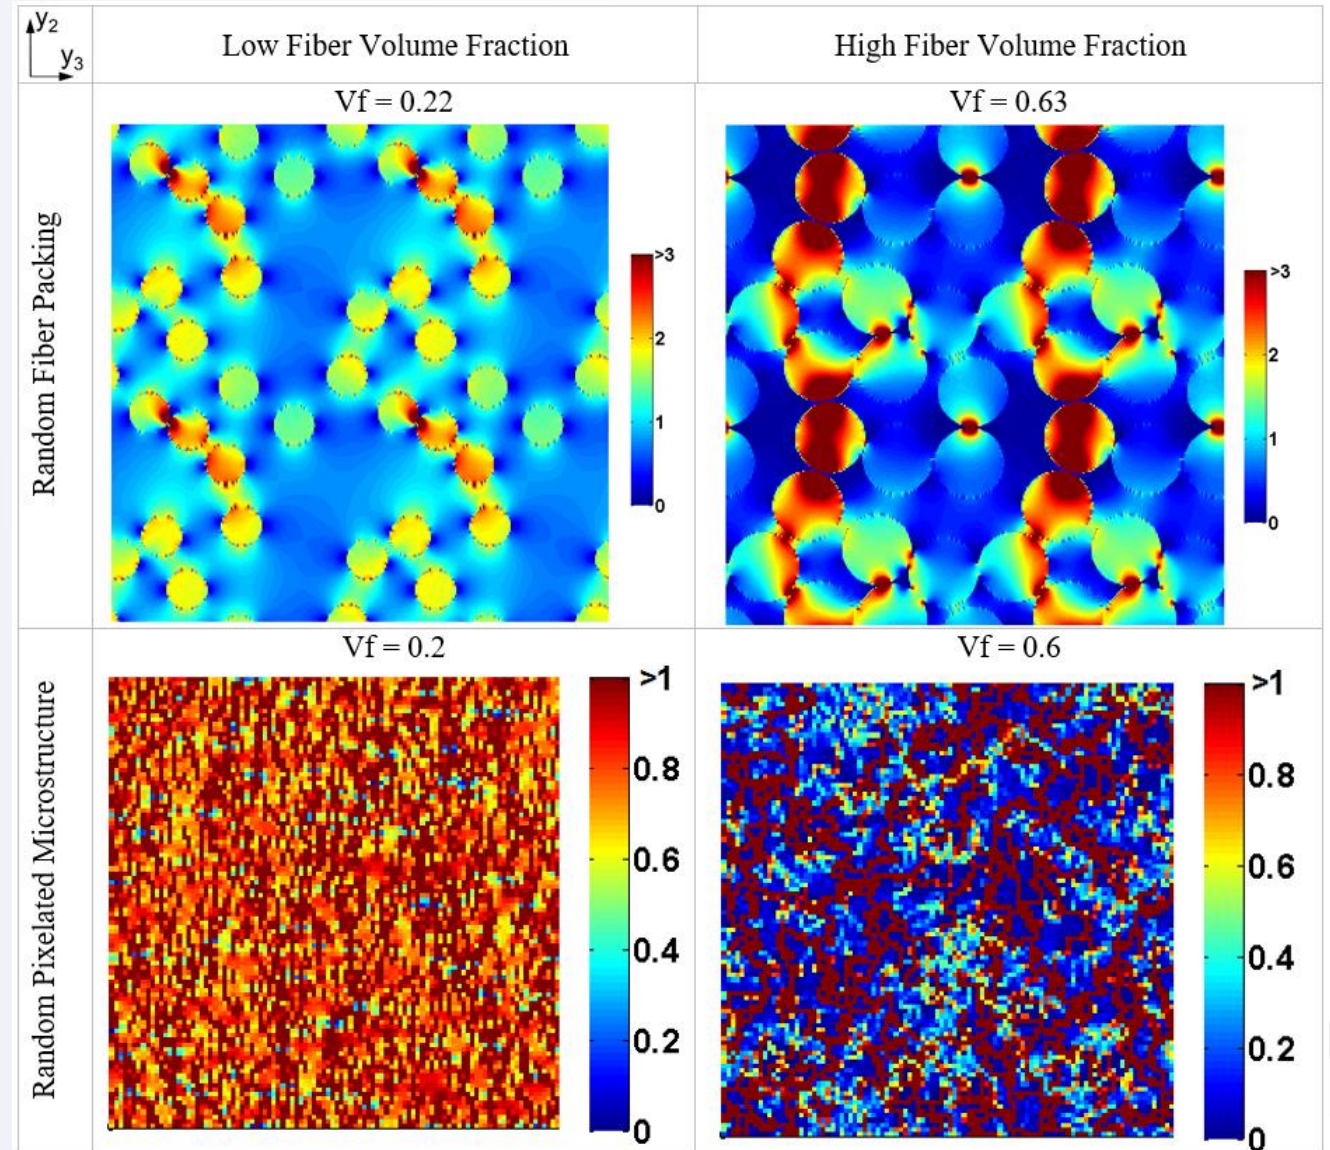 y₂
y₃
Low Fiber Volume Fraction
High Fiber Volume Fraction
Random Fiber Packing
Vf = 0.22
>3
2
1
0
Vf = 0.63
>3
2
1
0
Random Pixelated Microstructure
Vf = 0.2
>1
0.8
0.6
0.4
0.2
0
Vf = 0.6
>1
0.8
0.6
0.4
0.2
0